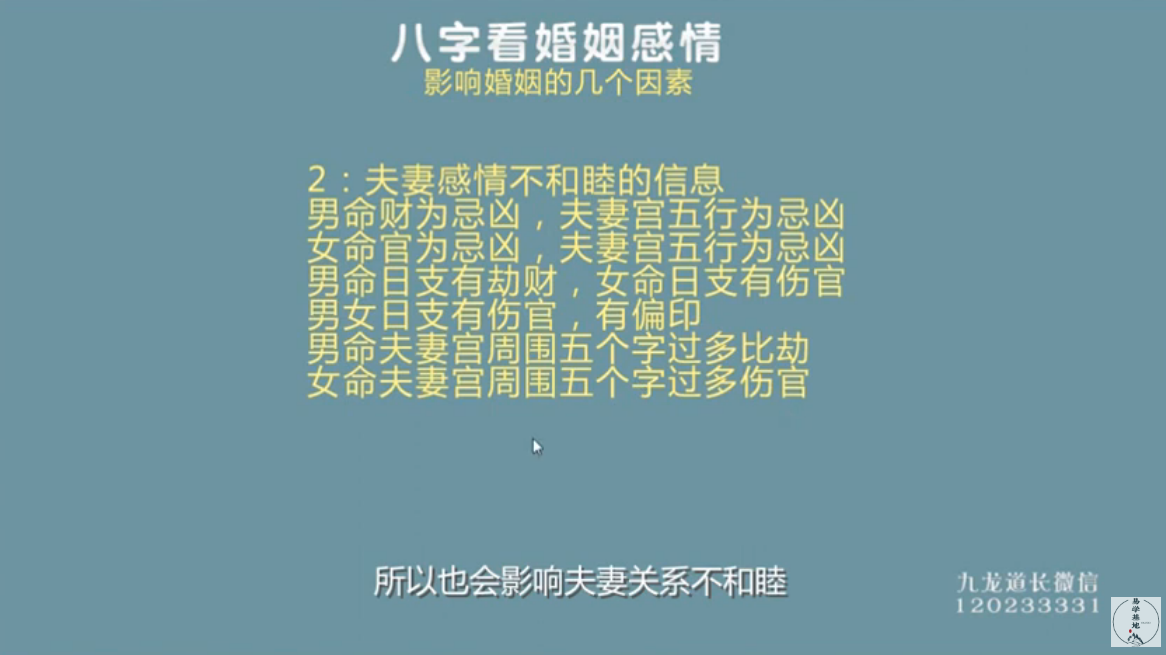 八字看婚姻感情
影响婚姻的几个因素
2：夫妻感情不和睦的信息
男命财为忌凶，夫妻宫五行为忌凶
女命官为忌凶，夫妻宫五行为忌凶
男命日支有劫财，女命日支有伤官
男女日支有伤官，有偏印
男命夫妻宫周围五个字过多比劫
女命夫妻宫周围五个字过多伤官
所以也会影响夫妻关系不和睦
九龙道长微信
120233331
易学基地